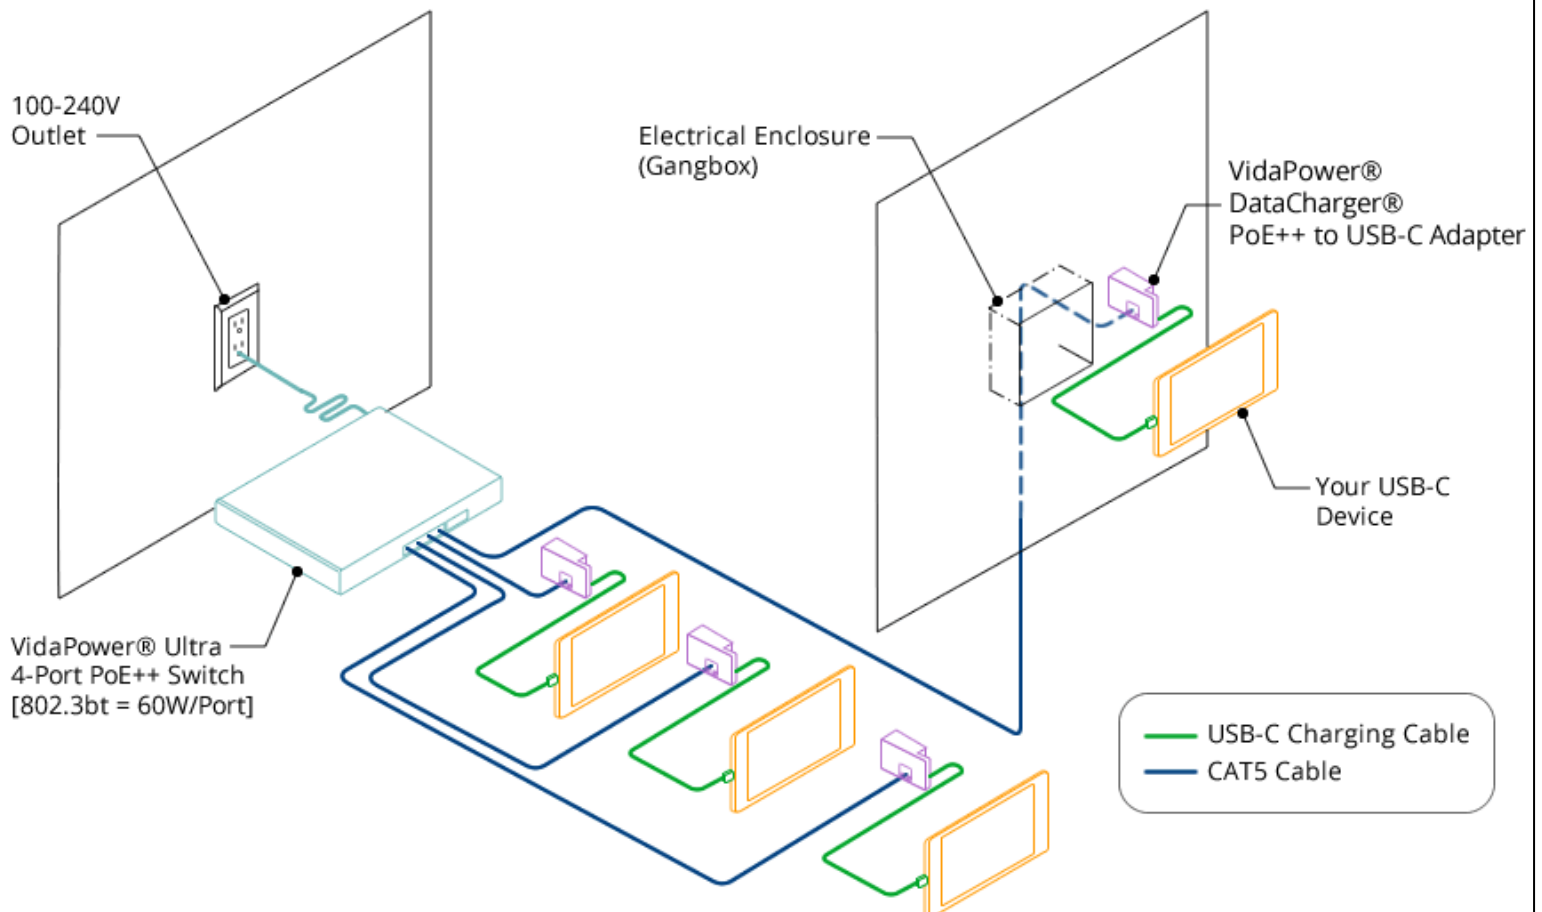 100-240V
Outlet
Electrical Enclosure
(Gangbox)
VidaPower®
DataCharger®
PoE++ to USB-C Adapter
Your USB-C
Device
VidaPower® Ultra
4-Port PoE++ Switch
[802.3bt = 60W/Port]
USB-C Charging Cable
CAT5 Cable